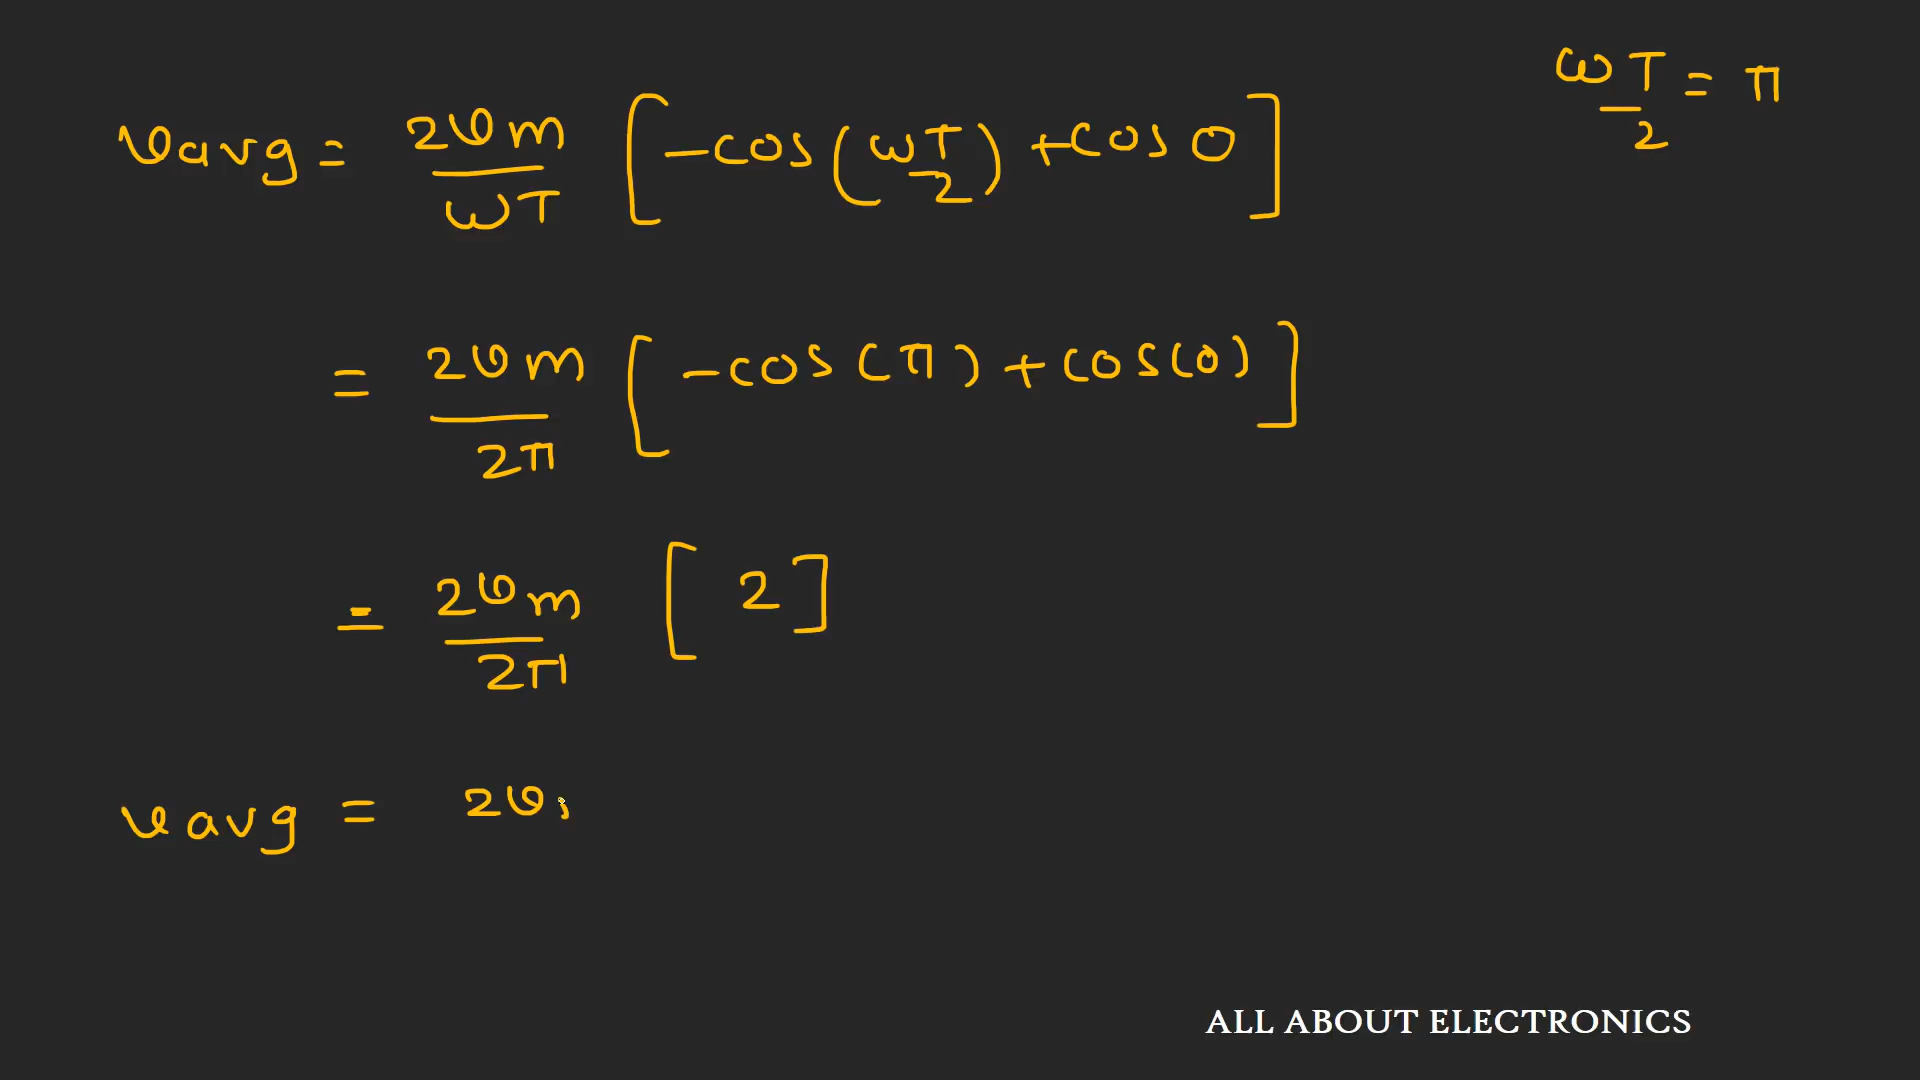 vavg = 2vm/ωT [-cos(ωT/2) + cos 0]
ωT/2 = π
= 2vm/2π [-cos(π) + cos(0)]
= 2vm/2π [2]
vavg = 2v
ALL ABOUT ELECTRONICS